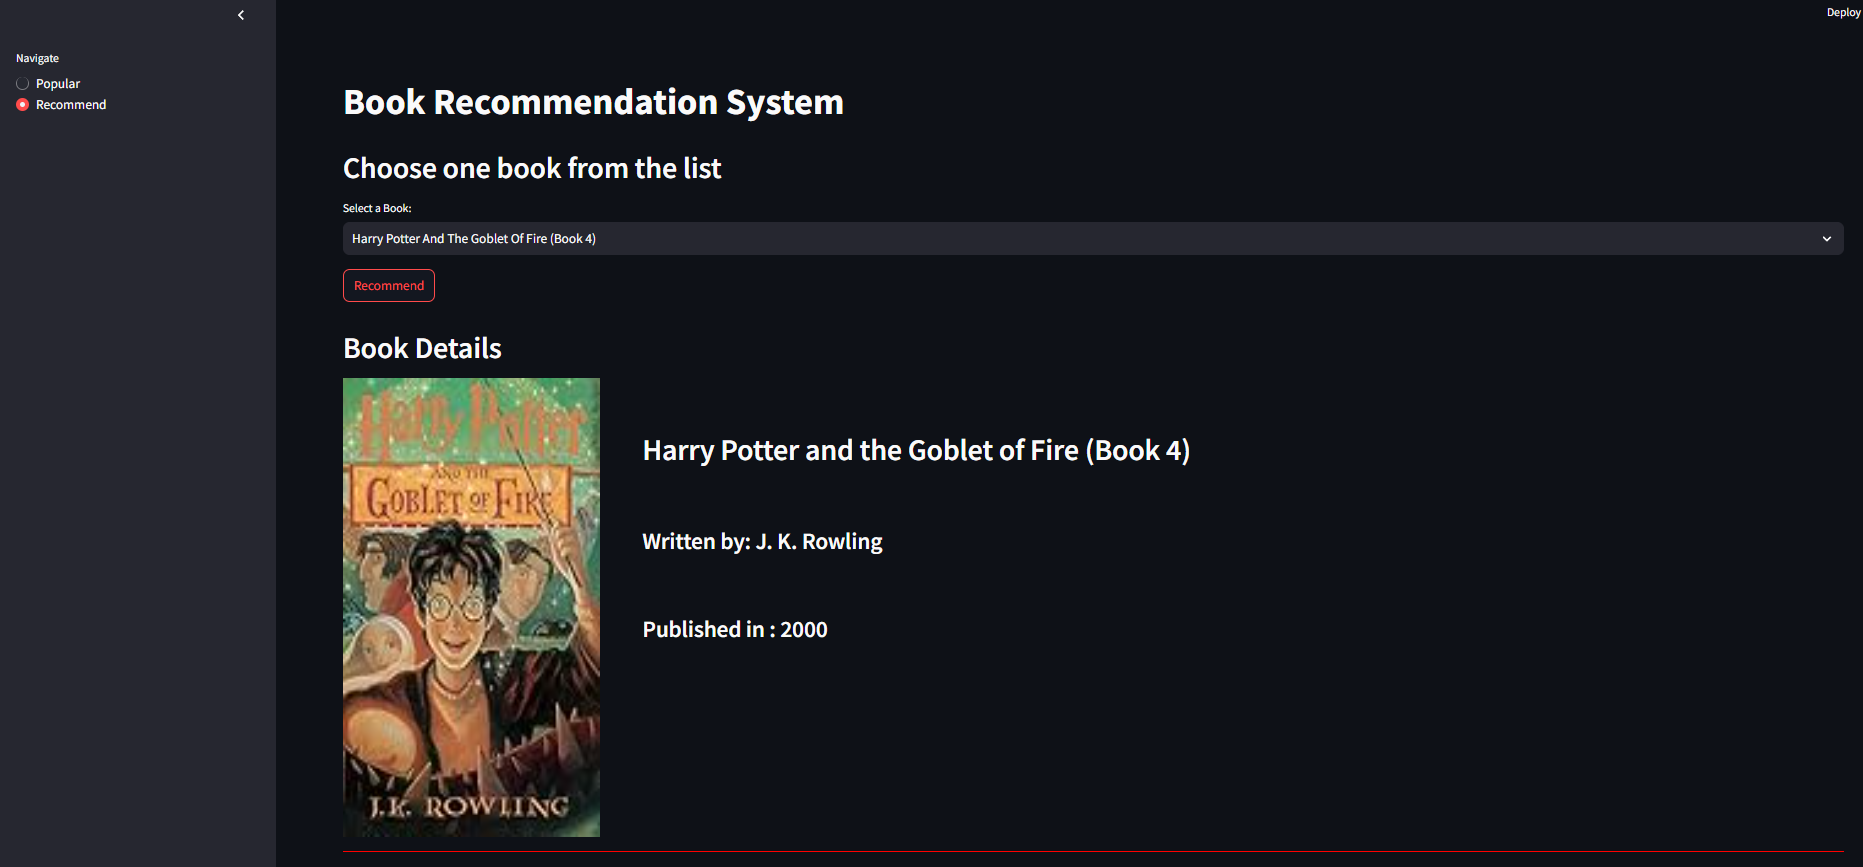 Deploy
Navigate
Popular
Recommend
Book Recommendation System
Choose one book from the list
Select a Book:
Harry Potter And The Goblet Of Fire (Book 4)
Recommend
Book Details
Harry Potter
AND THE
GOBLET OF FIRE
J.K. ROWLING
Harry Potter and the Goblet of Fire (Book 4)
Written by: J. K. Rowling
Published in : 2000